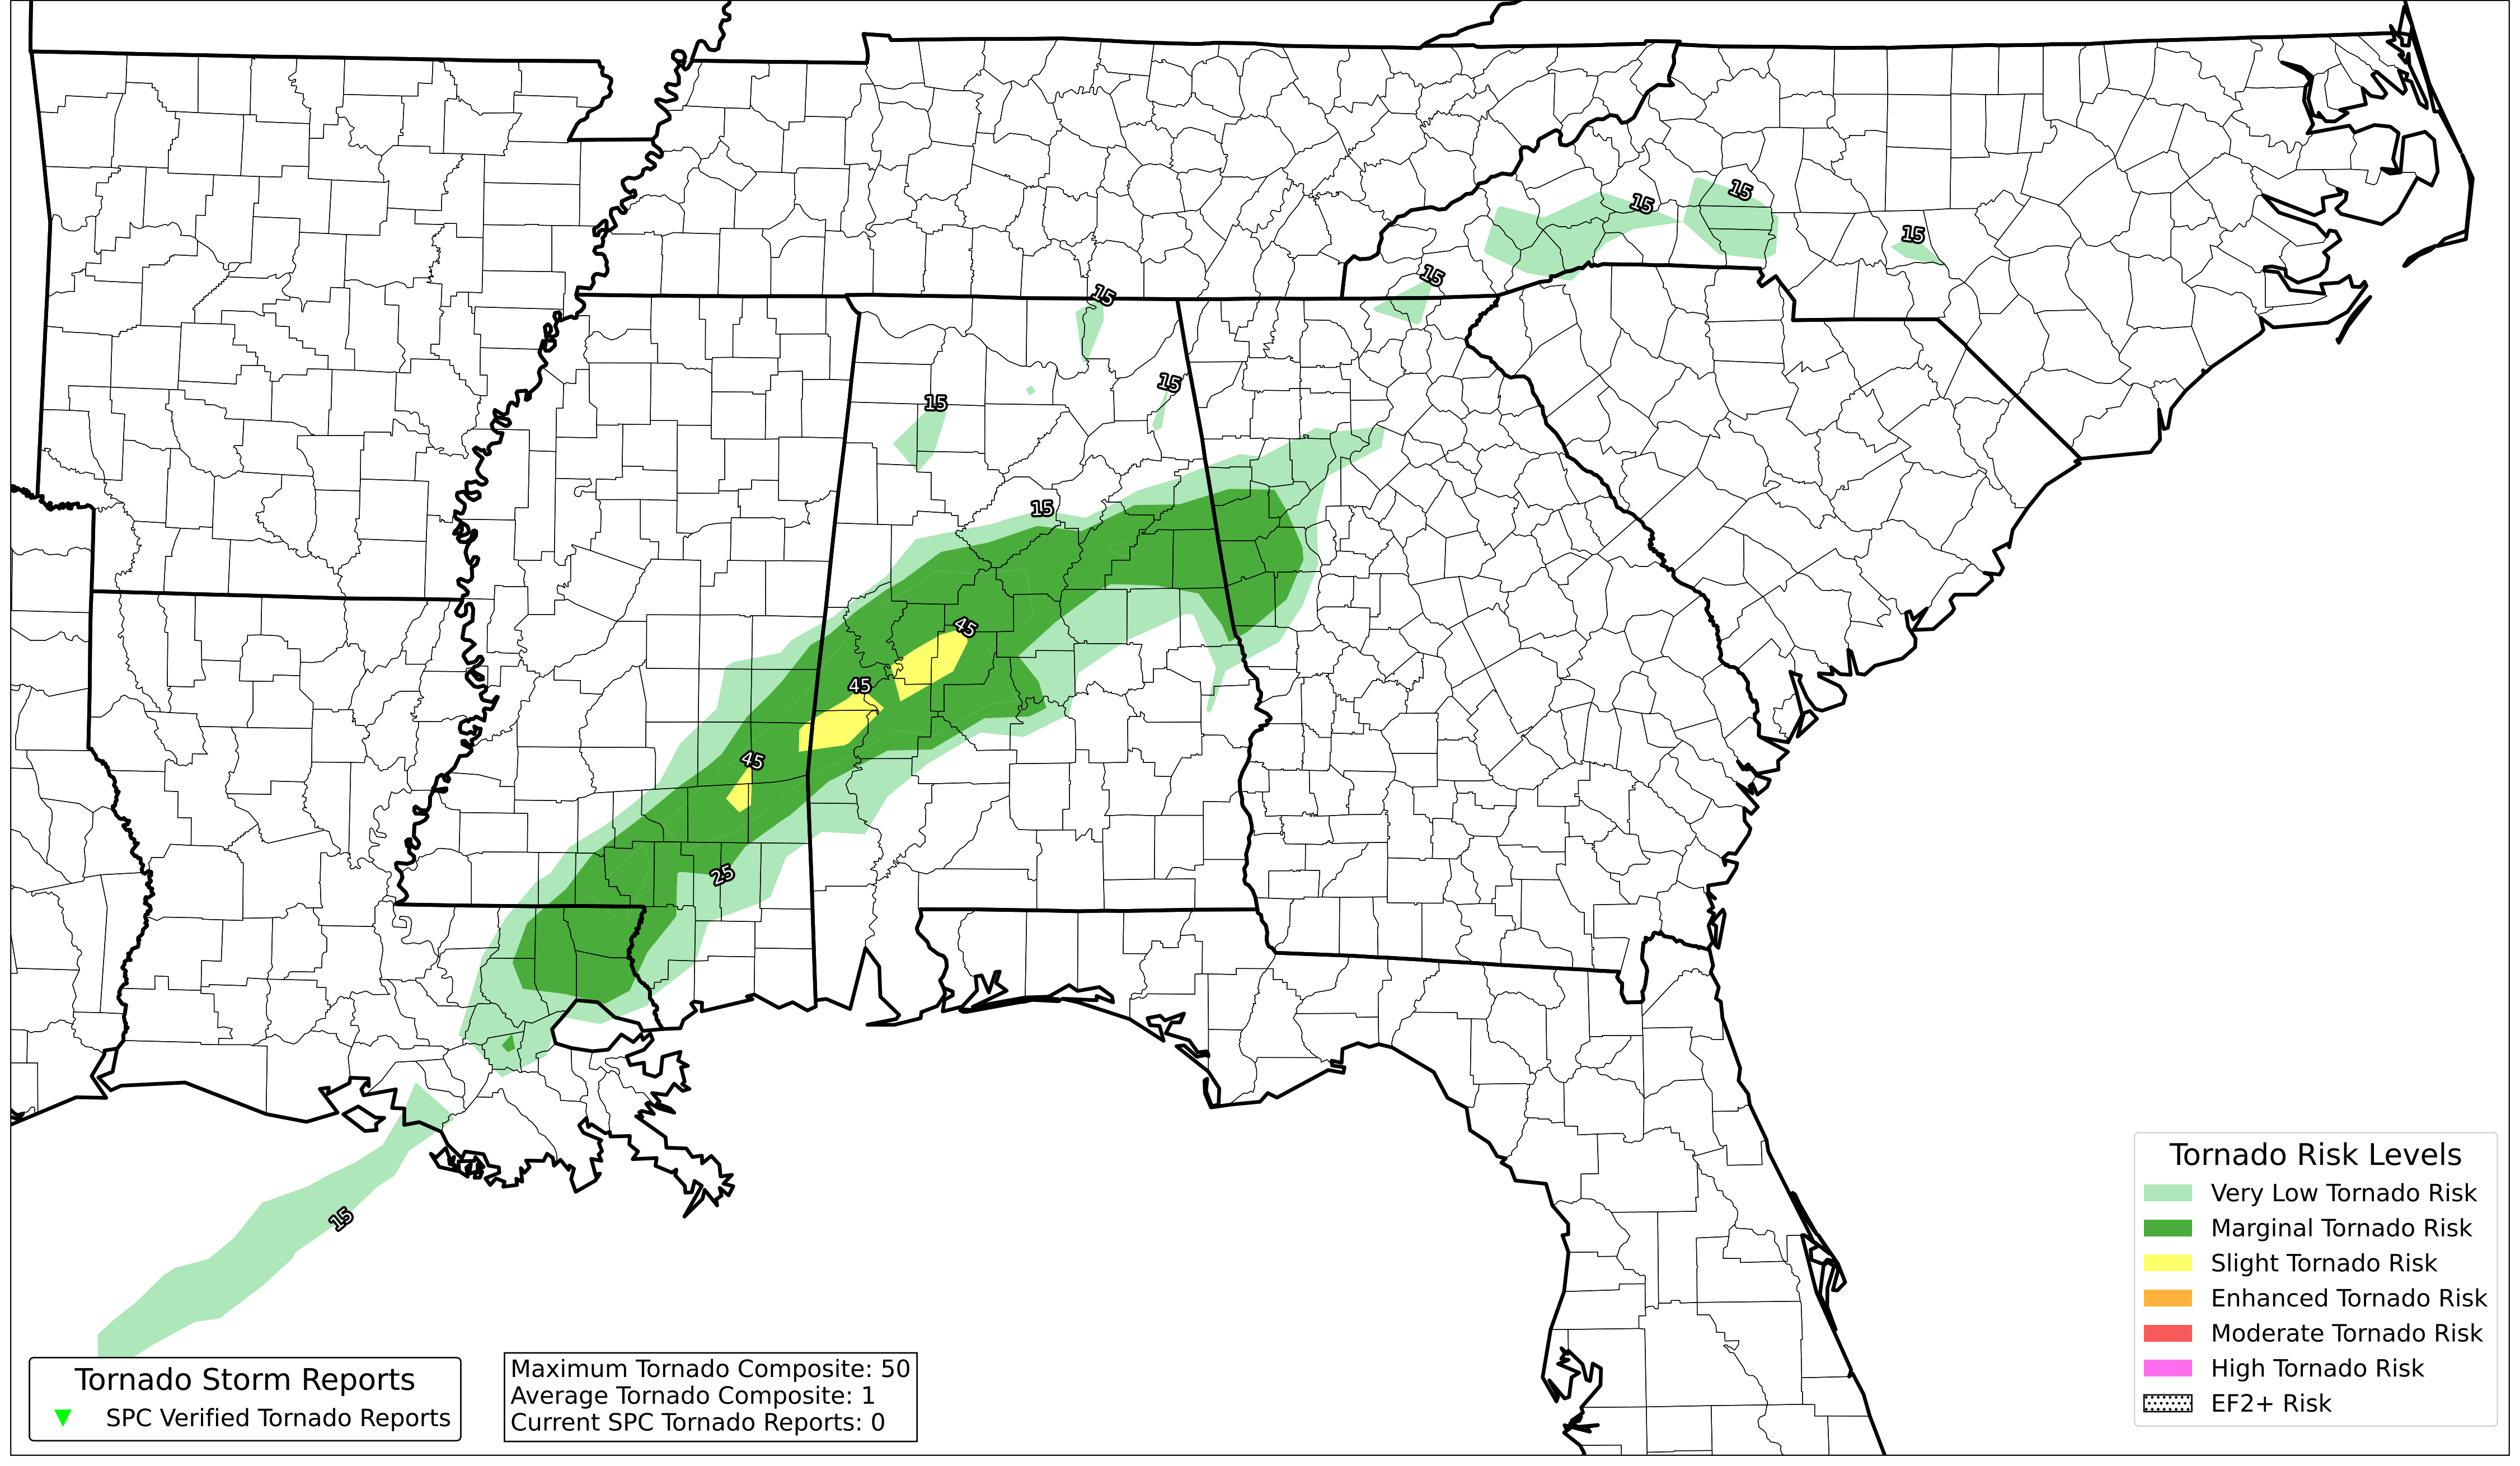 15
15
15
15
15
15
15
15
45
45
45
25
15
Tornado Risk Levels
Very Low Tornado Risk
Marginal Tornado Risk
Slight Tornado Risk
Enhanced Tornado Risk
Moderate Tornado Risk
High Tornado Risk
EF2+ Risk
Tornado Storm Reports
SPC Verified Tornado Reports
Maximum Tornado Composite: 50
Average Tornado Composite: 1
Current SPC Tornado Reports: 0